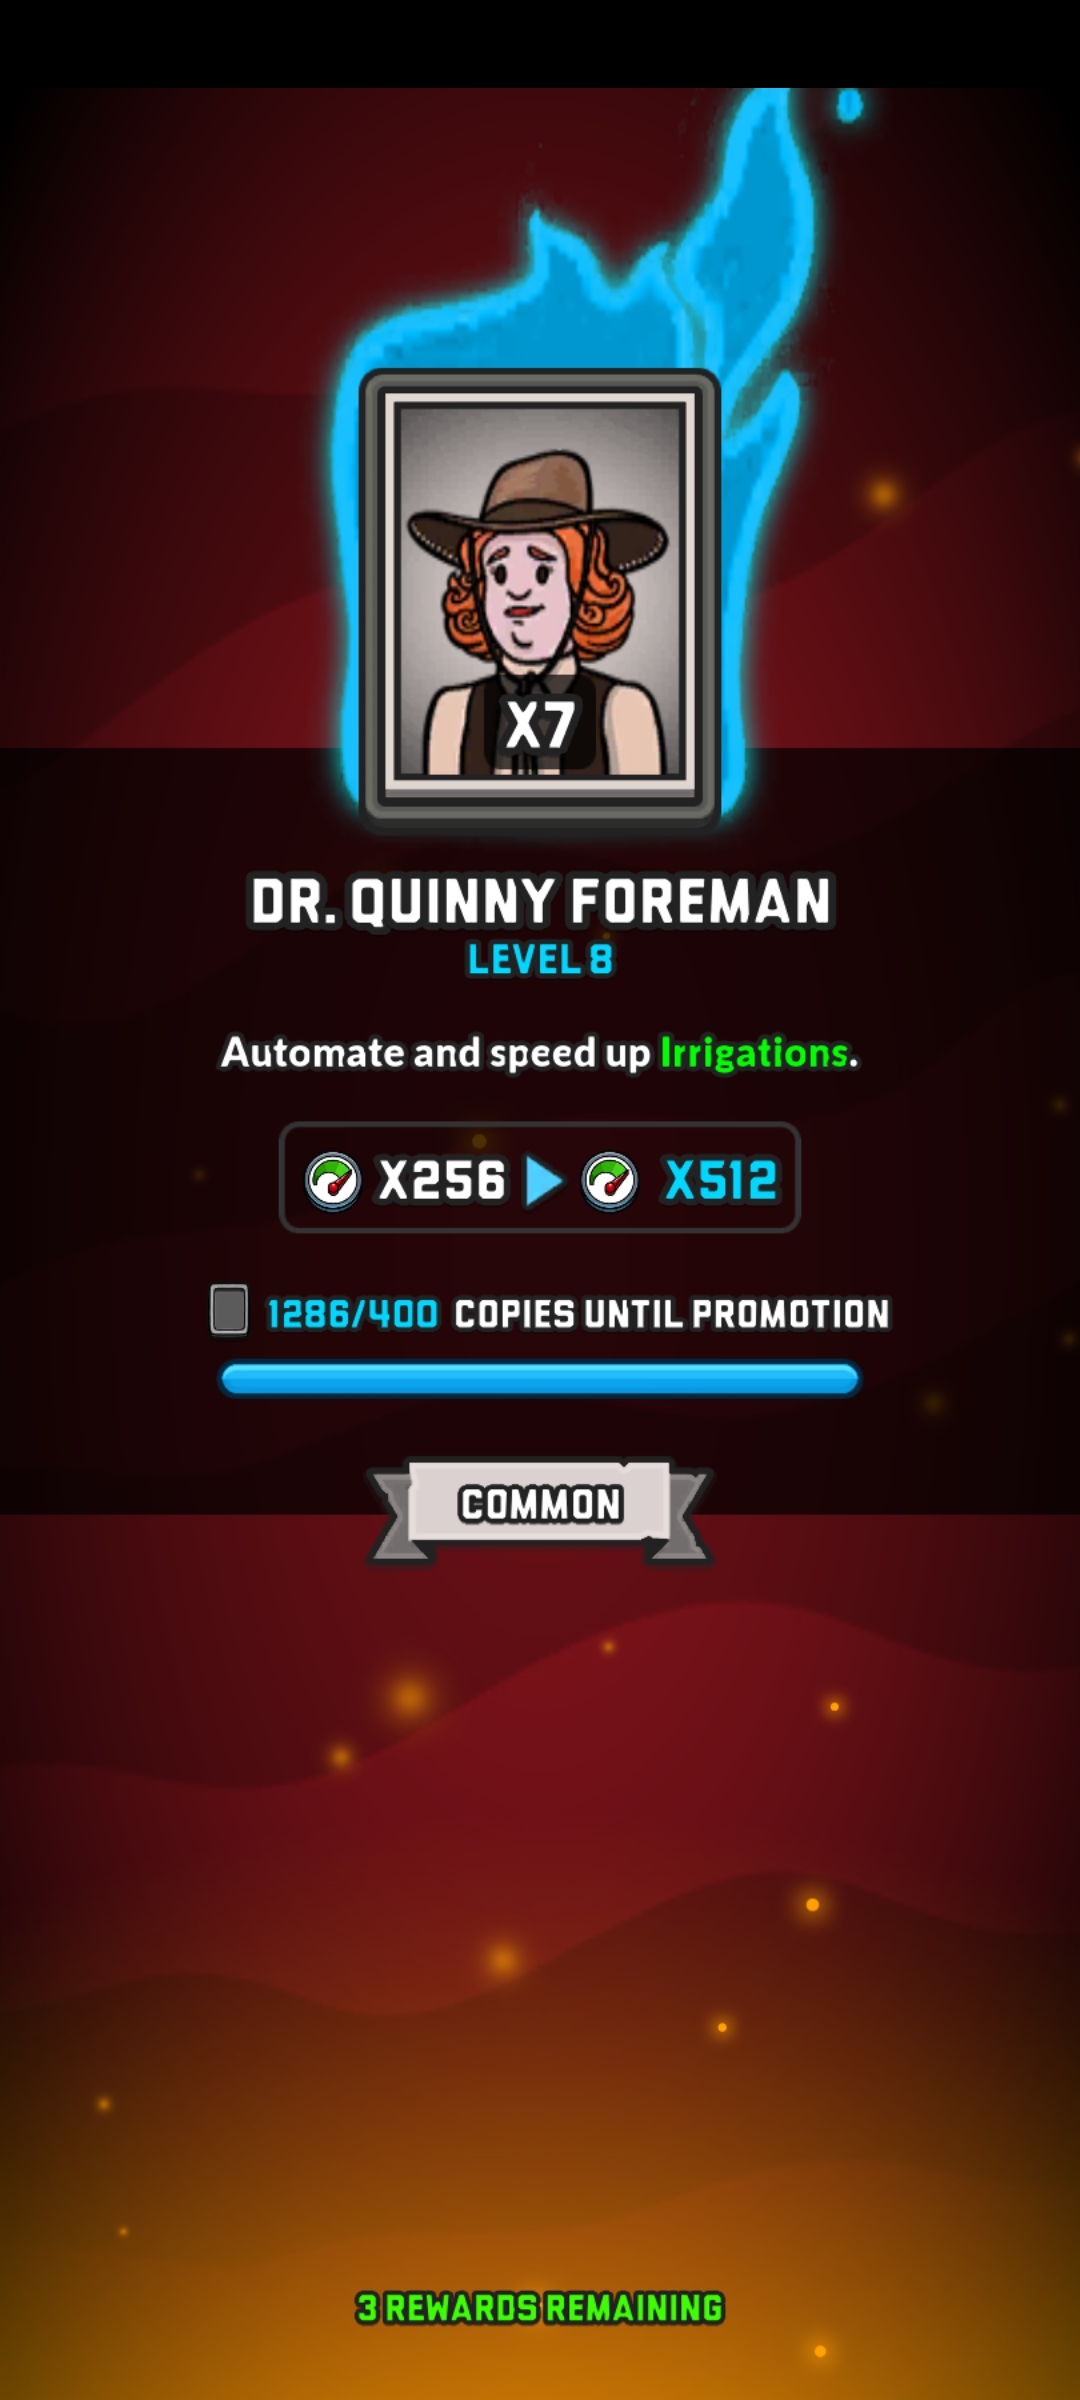 X7
DR. QUINNY FOREMAN
LEVEL 8
Automate and speed up Irrigations.
X256 X512
1286/400 COPIES UNTIL PROMOTION
COMMON
3 REWARDS REMAINING